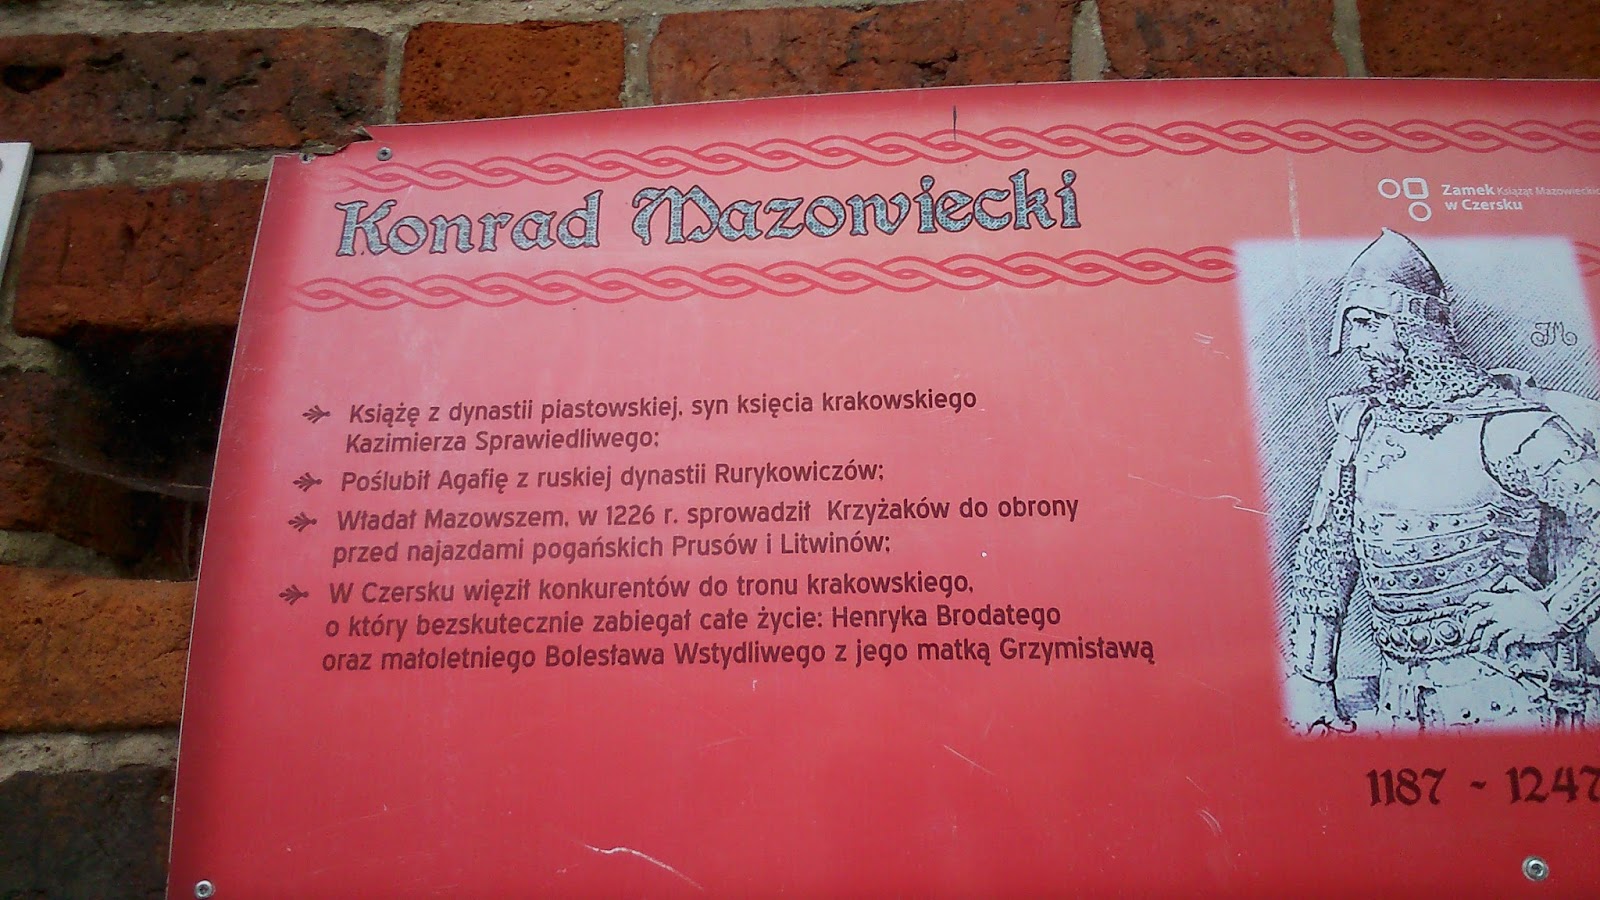 Konrad Mazowiecki
Zamek Książąt Mazowieckich
w Czersku
JM
Książę z dynastii piastowskiej, syn księcia krakowskiego
Kazimierza Sprawiedliwego;
Poślubił Agafię z ruskiej dynastii Rurykowiczów;
Władał Mazowszem, w 1226 r. sprowadził Krzyżaków do obrony
przed najazdami pogańskich Prusów i Litwinów;
W Czersku więził konkurentów do tronu krakowskiego,
o który bezskutecznie zabiegał całe życie: Henryka Brodatego
oraz małoletniego Bolesława Wstydliwego z jego matką Grzymisławą
1187 - 1247